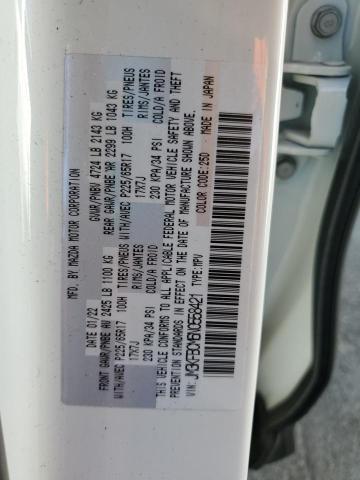 MFD. BY MAZDA MOTOR CORPORATION
DATE: 01/22 GVWR/PNBV 4724 LB 2143 KG
FRONT GAWR/PNBE AV 2425 LB 1100 KG REAR GAWR/PNBE AR 2299 LB 1043 KG
WITH/AVEC P225/65R17 100H TIRES/PNEUS WITH/AVEC P225/65R17 100H TIRES/PNEUS
17X7J RIMS/JANTES 17X7J RIMS/JANTES
230 KPA/34 PSI COLD/A FROID 230 KPA/34 PSI COLD/A FROID
THIS VEHICLE CONFORMS TO ALL APPLICABLE FEDERAL MOTOR VEHICLE SAFETY AND THEFT
PREVENTION STANDARDS IN EFFECT ON THE DATE OF MANUFACTURE SHOWN ABOVE.
MADE IN JAPAN
VIN: TYPE: MPV COLOR CODE: 25D